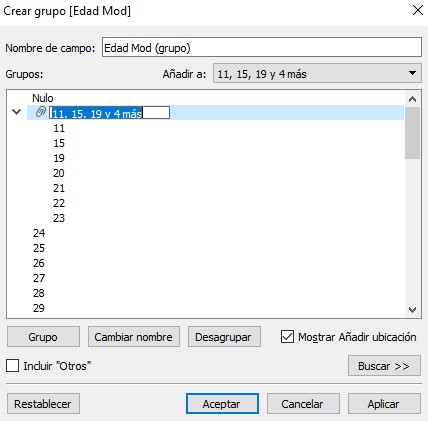 Crear grupo [Edad Mod]
Nombre de campo: Edad Mod (grupo)
Grupos: Añadir a: 11, 15, 19 y 4 más
Nulo
11, 15, 19 y 4 más
11
15
19
20
21
22
23
24
25
26
27
28
29
Grupo Cambiar nombre Desagrupar Mostrar Añadir ubicación
Incluir "Otros" Buscar >>
Restablecer Aceptar Cancelar Aplicar